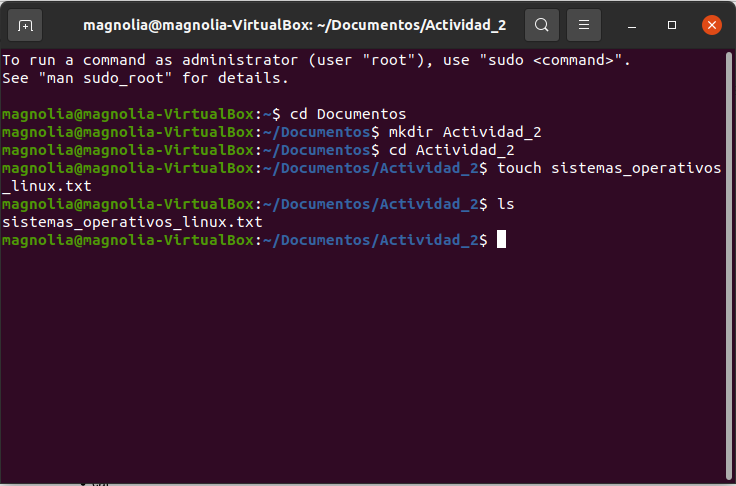 magnolia@magnolia-VirtualBox: ~/Documentos/Actividad_2
To run a command as administrator (user "root"), use "sudo <command>".
See "man sudo_root" for details.
magnolia@magnolia-VirtualBox:~$ cd Documentos
magnolia@magnolia-VirtualBox:~/Documentos$ mkdir Actividad_2
magnolia@magnolia-VirtualBox:~/Documentos$ cd Actividad_2
magnolia@magnolia-VirtualBox:~/Documentos/Actividad_2$ touch sistemas_operativos
_linux.txt
magnolia@magnolia-VirtualBox:~/Documentos/Actividad_2$ ls
sistemas_operativos_linux.txt
magnolia@magnolia-VirtualBox:~/Documentos/Actividad_2$